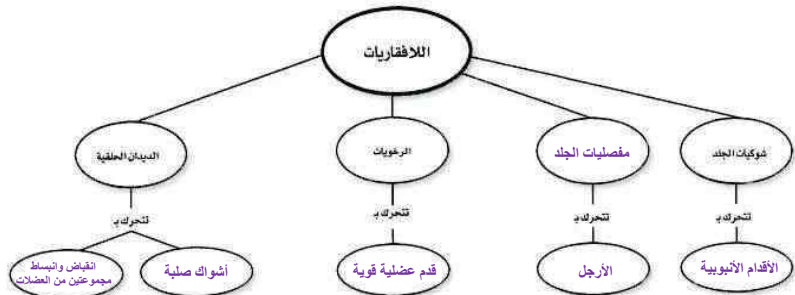 اللافقاريات
شوكيات الجلد
مفصليات الجلد
الرخويات
الديدان الحلقية
تتحرك بـ
تتحرك بـ
تتحرك بـ
تتحرك بـ
الأقدام الأنبوبية
الأرجل
قدم عضلية قوية
أشواك صلبة
انقباض وانبساط
مجموعتين من العضلات